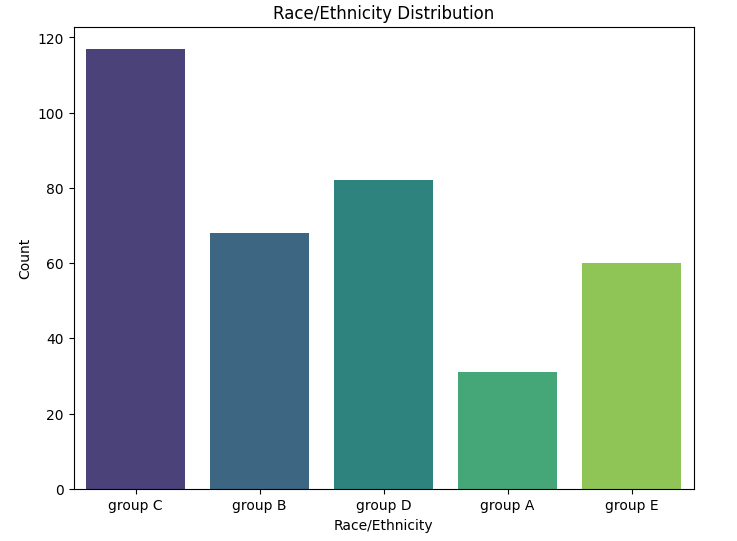 Race/Ethnicity Distribution
120
100
80
60
40
20
0
Count
group C group B group D group A group E
Race/Ethnicity